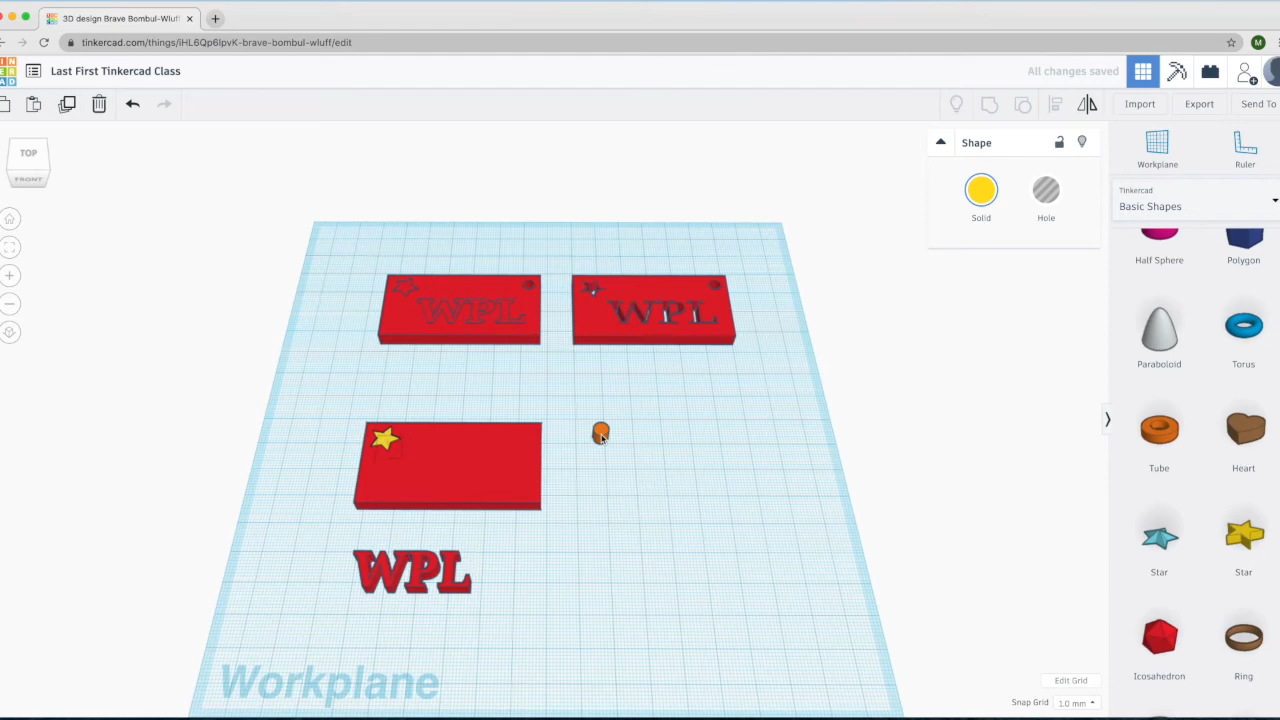 3D design Brave Bombul-Wluff
tinkercad.com/things/iHL6Qp6lpvK-brave-bombul-wluff/edit
M
Last First Tinkercad Class
All changes saved
Import
Export
Send To
TOP
FRONT
Shape
Solid
Hole
Workplane
Ruler
Tinkercad
Basic Shapes
Half Sphere
Polygon
Paraboloid
Torus
Tube
Heart
Star
Star
Icosahedron
Ring
WPL
WPL
WPL
Workplane
Edit Grid
Snap Grid 1.0 mm